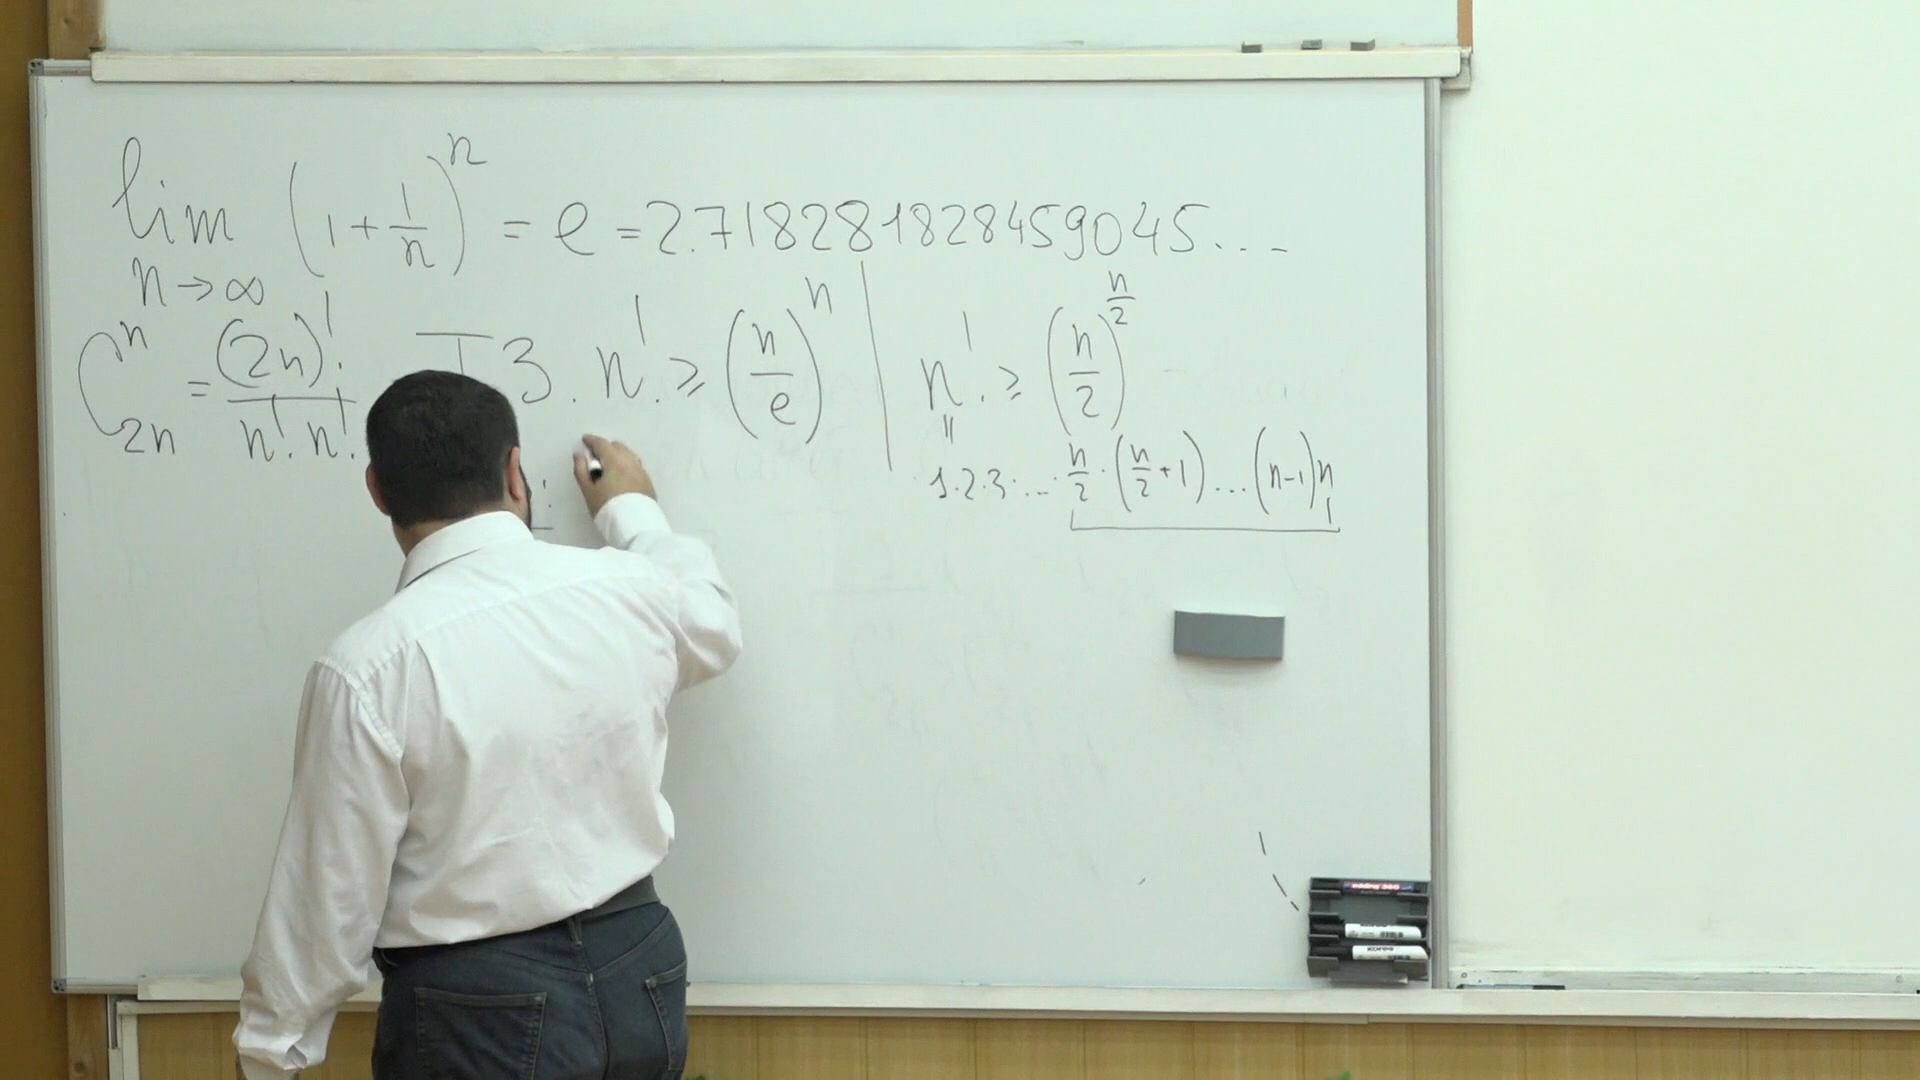 lim (1+1/n)^n = e = 2.718281828459045...
n→∞
C_{2n}^n = (2n)!/(n!n!) T3. n! ≥ (n/e)^n | n! ≥ (n/2)^{n/2}
=
1·2·3·...·n/2·(n/2+1)...(n-1)n